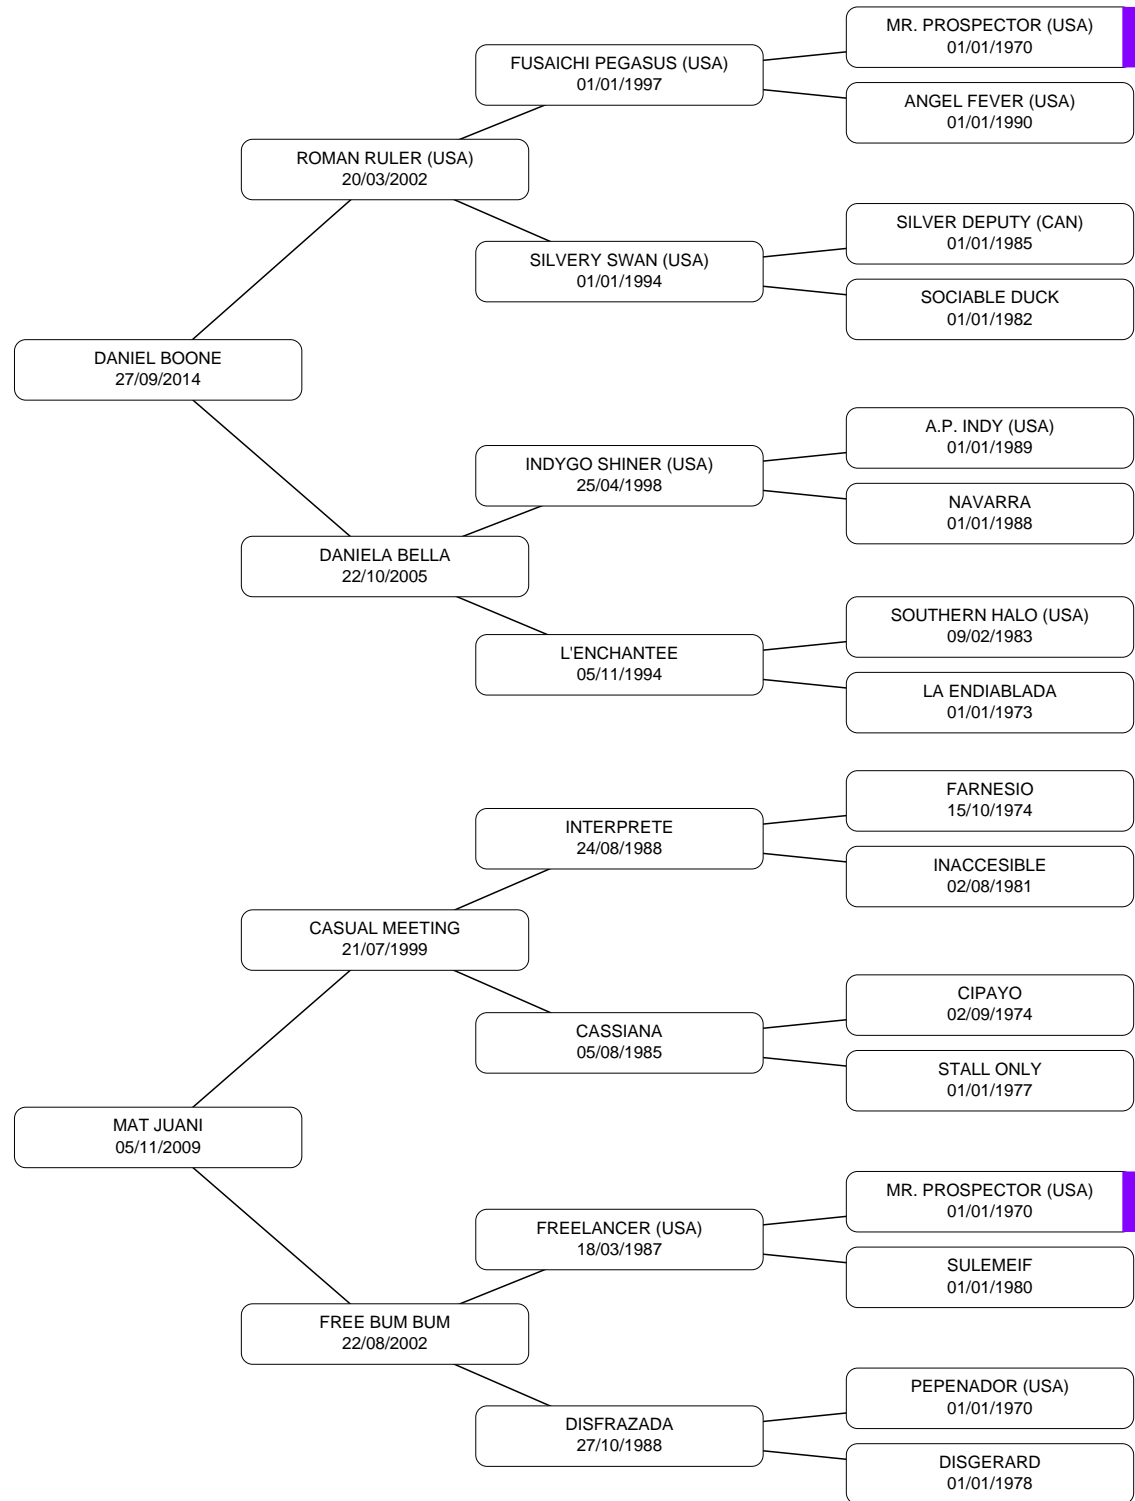 MR. PROSPECTOR (USA)
01/01/1970
FUSAICHI PEGASUS (USA)
01/01/1997
ANGEL FEVER (USA)
01/01/1990
ROMAN RULER (USA)
20/03/2002
SILVER DEPUTY (CAN)
01/01/1985
SILVERY SWAN (USA)
01/01/1994
SOCIABLE DUCK
01/01/1982
DANIEL BOONE
27/09/2014
A.P. INDY (USA)
01/01/1989
INDYGO SHINER (USA)
25/04/1998
NAVARRA
01/01/1988
DANIELA BELLA
22/10/2005
SOUTHERN HALO (USA)
09/02/1983
L'ENCHANTEE
05/11/1994
LA ENDIABLADA
01/01/1973
FARNESIO
15/10/1974
INTERPRETE
24/08/1988
INACCESIBLE
02/08/1981
CASUAL MEETING
21/07/1999
CIPAYO
02/09/1974
CASSIANA
05/08/1985
STALL ONLY
01/01/1977
MAT JUANI
05/11/2009
MR. PROSPECTOR (USA)
01/01/1970
FREELANCER (USA)
18/03/1987
SULEMEIF
01/01/1980
FREE BUM BUM
22/08/2002
PEPENADOR (USA)
01/01/1970
DISFRAZADA
27/10/1988
DISGERARD
01/01/1978